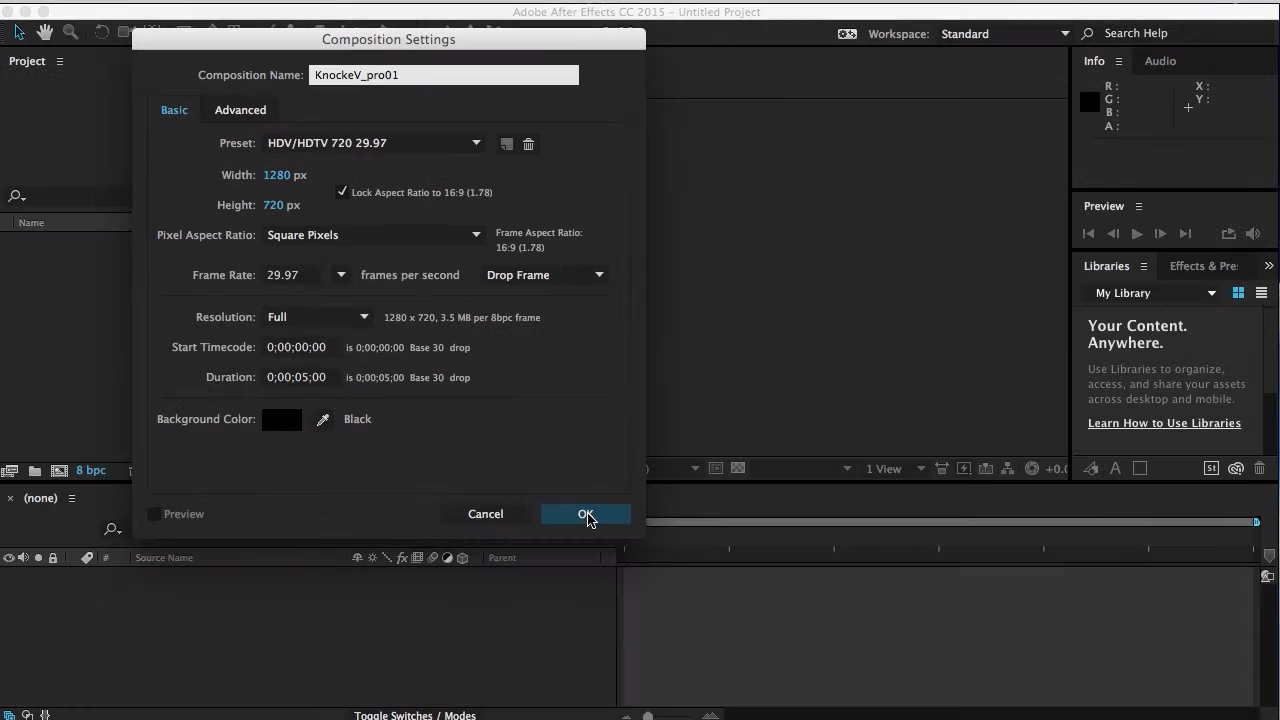 Adobe After Effects CC 2015 - Untitled Project
Workspace: Standard
Search Help
Project
Composition Settings
Composition Name: KnockeV_pro01
Basic Advanced
Preset: HDV/HDTV 720 29.97
Width: 1280 px
Lock Aspect Ratio to 16:9 (1.78)
Height: 720 px
Pixel Aspect Ratio: Square Pixels
Frame Aspect Ratio:
16:9 (1.78)
Frame Rate: 29.97 frames per second Drop Frame
Resolution: Full 1280 x 720, 3.5 MB per 8bpc frame
Start Timecode: 0;00;00;00 is 0;00;00;00 Base 30 drop
Duration: 0;00;05;00 is 0;00;05;00 Base 30 drop
Background Color: Black
Preview Cancel OK
Info Audio
R : X :
G : Y :
B :
A :
Preview
Libraries Effects & Pre:
My Library
Your Content.
Anywhere.
Use Libraries to organize,
access, and share your assets
across desktop and mobile.
Learn How to Use Libraries
St
Name
8 bpc
1 View +0.0
(none)
# Source Name fx Parent
Toggle Switches / Modes